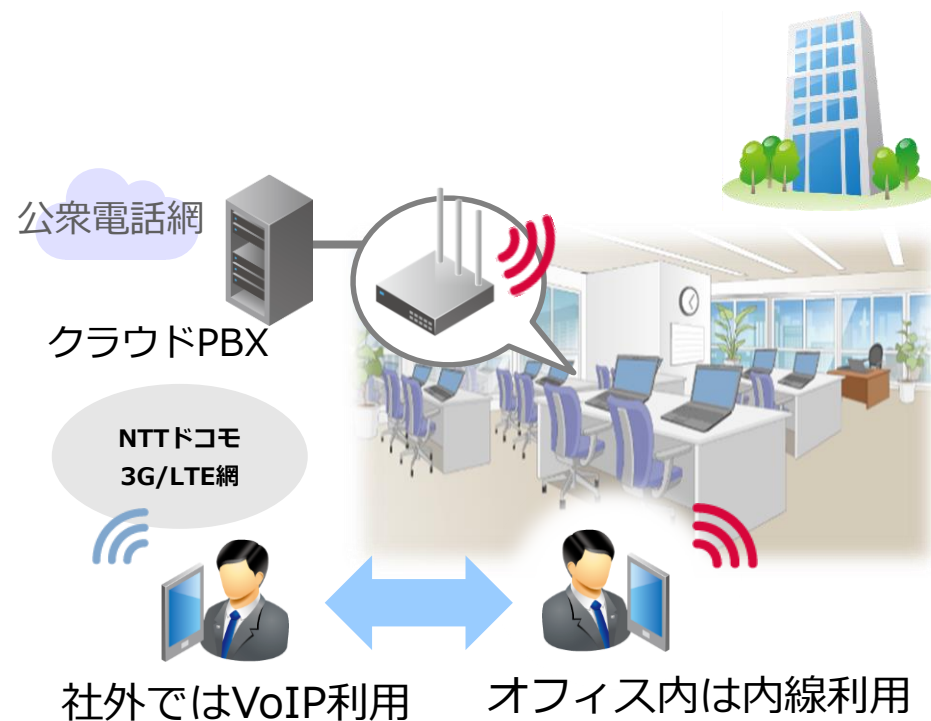 公衆電話網
クラウドPBX
NTTドコモ
3G/LTE網
社外ではVoIP利用
オフィス内は内線利用